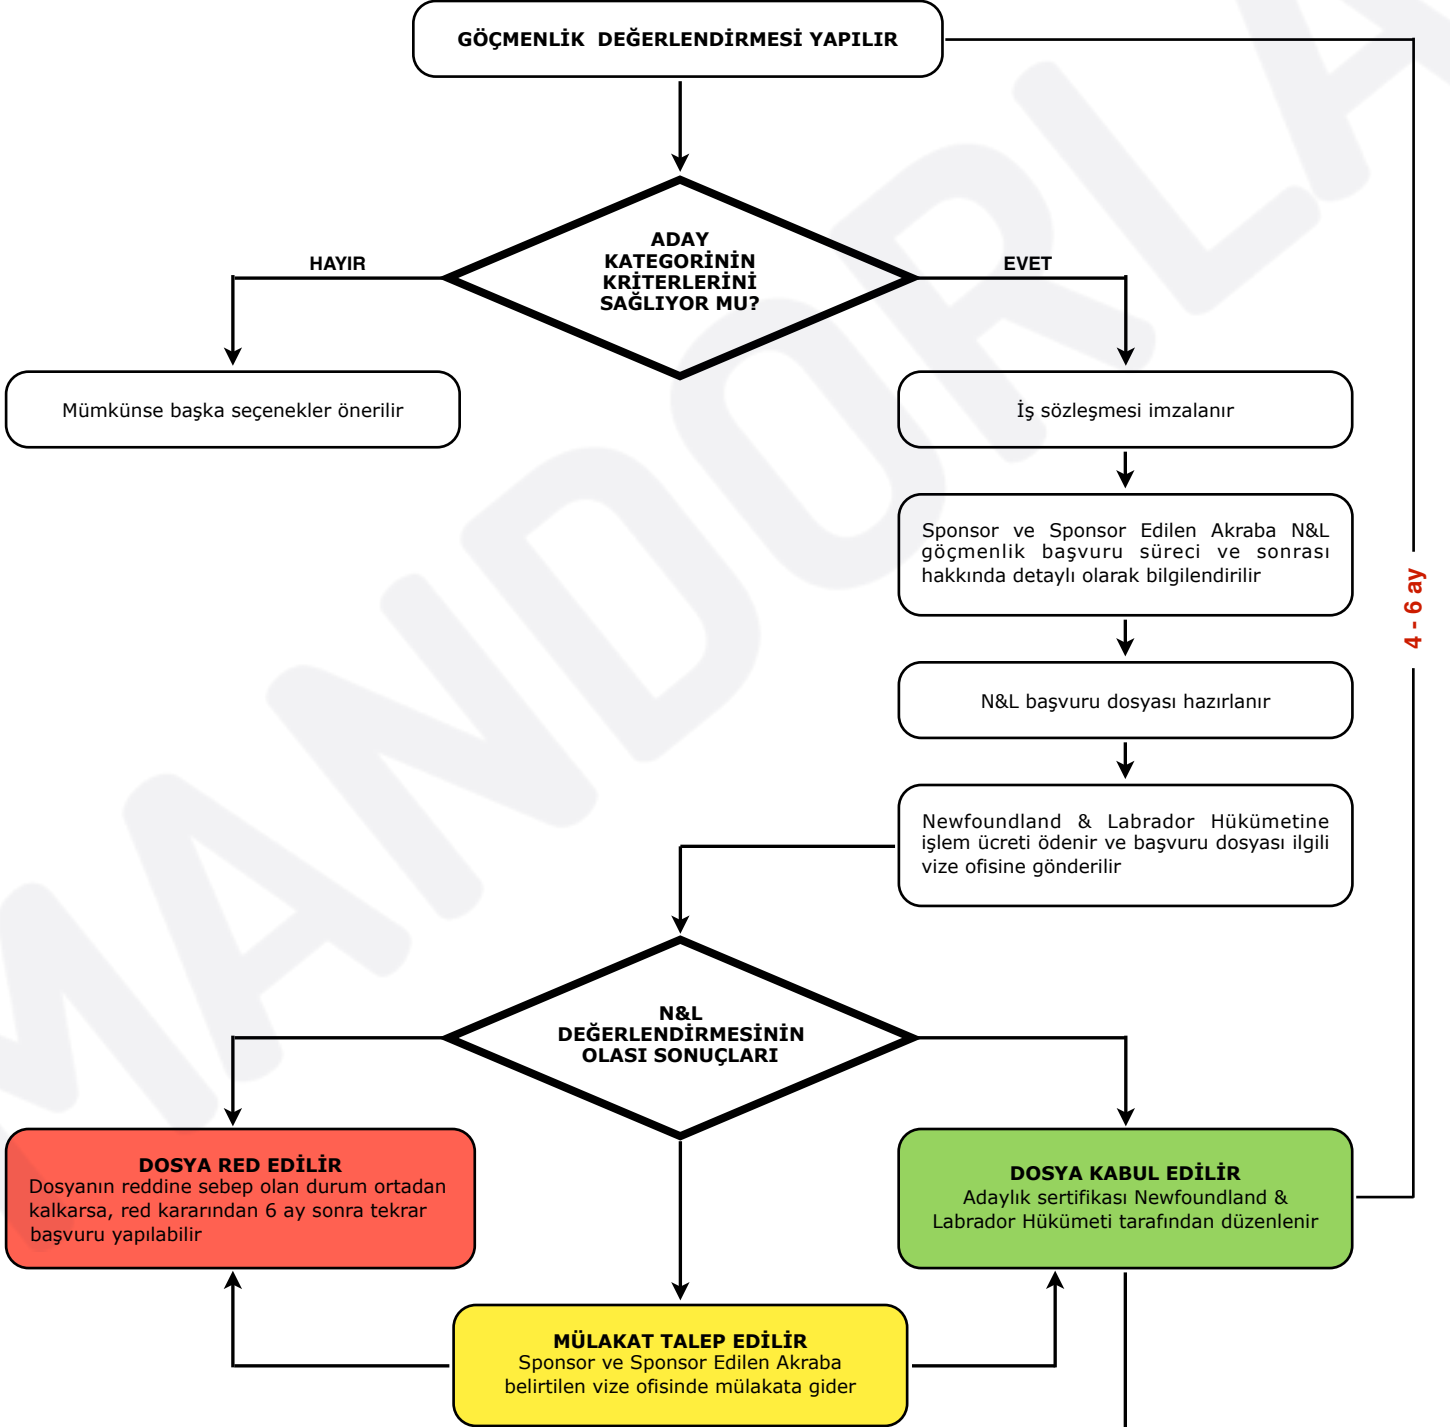 GÖÇMENLİK DEĞERLENDİRMESİ YAPILIR
ADAY
KATEGORİNİN
KRİTERLERİNİ
SAĞLIYOR MU?
HAYIR
EVET
Mümkünse başka seçenekler önerilir
İş sözleşmesi imzalanır
Sponsor ve Sponsor Edilen Akraba N&L
göçmenlik başvuru süreci ve sonrası
hakkında detaylı olarak bilgilendirilir
4 - 6 ay
N&L başvuru dosyası hazırlanır
Newfoundland & Labrador Hükümetine
işlem ücreti ödenir ve başvuru dosyası ilgili
vize ofisine gönderilir
N&L
DEĞERLENDİRMESİNİN
OLASI SONUÇLARI
DOSYA RED EDİLİR
Dosyanın reddine sebep olan durum ortadan
kalkarsa, red kararından 6 ay sonra tekrar
başvuru yapılabilir
DOSYA KABUL EDİLİR
Adaylık sertifikası Newfoundland &
Labrador Hükümeti tarafından düzenlenir
MÜLAKAT TALEP EDİLİR
Sponsor ve Sponsor Edilen Akraba
belirtilen vize ofisinde mülakata gider
MANDORLA